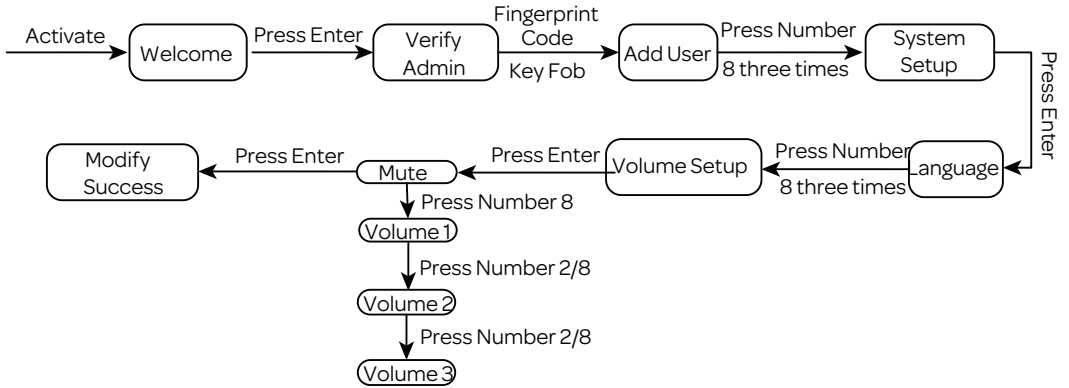 Activate
Welcome
Press Enter
Verify
Admin
Fingerprint
Code
Key Fob
Add User
Press Number
8 three times
System
Setup
Press Enter
Language
Press Number
8 three times
Volume Setup
Press Enter
Mute
Press Enter
Modify
Success
Press Number 8
Volume 1
Press Number 2/8
Volume 2
Press Number 2/8
Volume 3